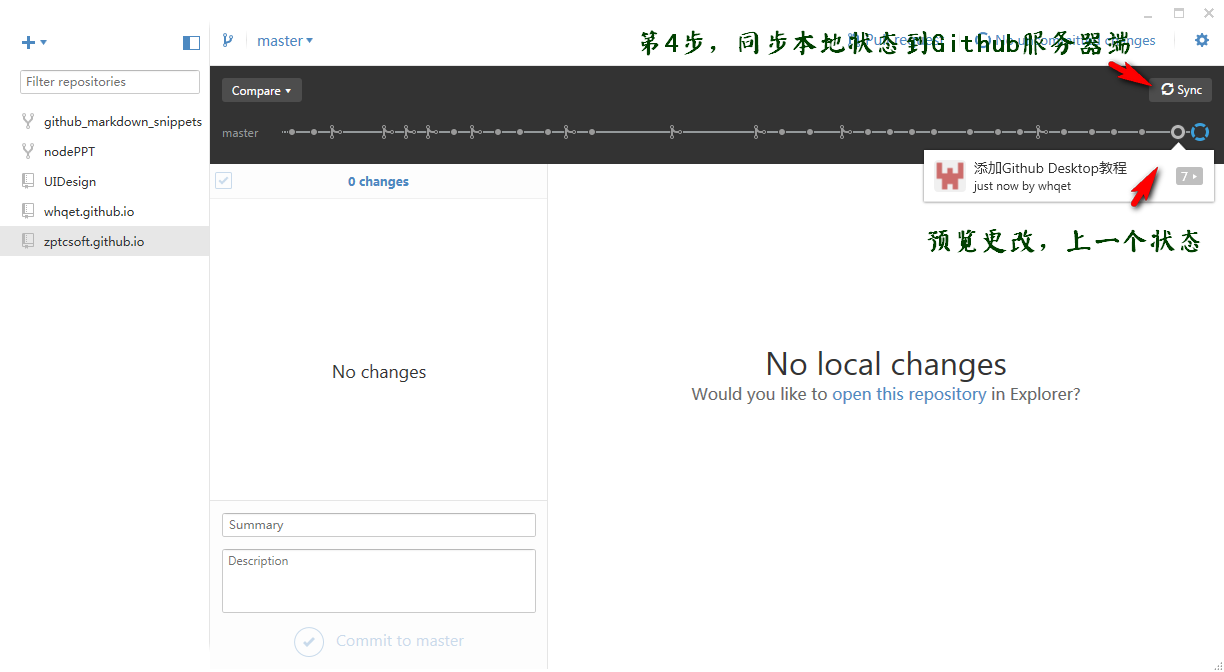 master
第4步，同步本地状态到Github服务器端
Pull request
No uncommitted changes
Filter repositories
Compare
Sync
master
github_markdown_snippets
nodePPT
UIDesign
whqet.github.io
zptcsoft.github.io
0 changes
添加Github Desktop教程
just now by whqet
7
预览更改，上一个状态
No changes
No local changes
Would you like to open this repository in Explorer?
Summary
Description
Commit to master